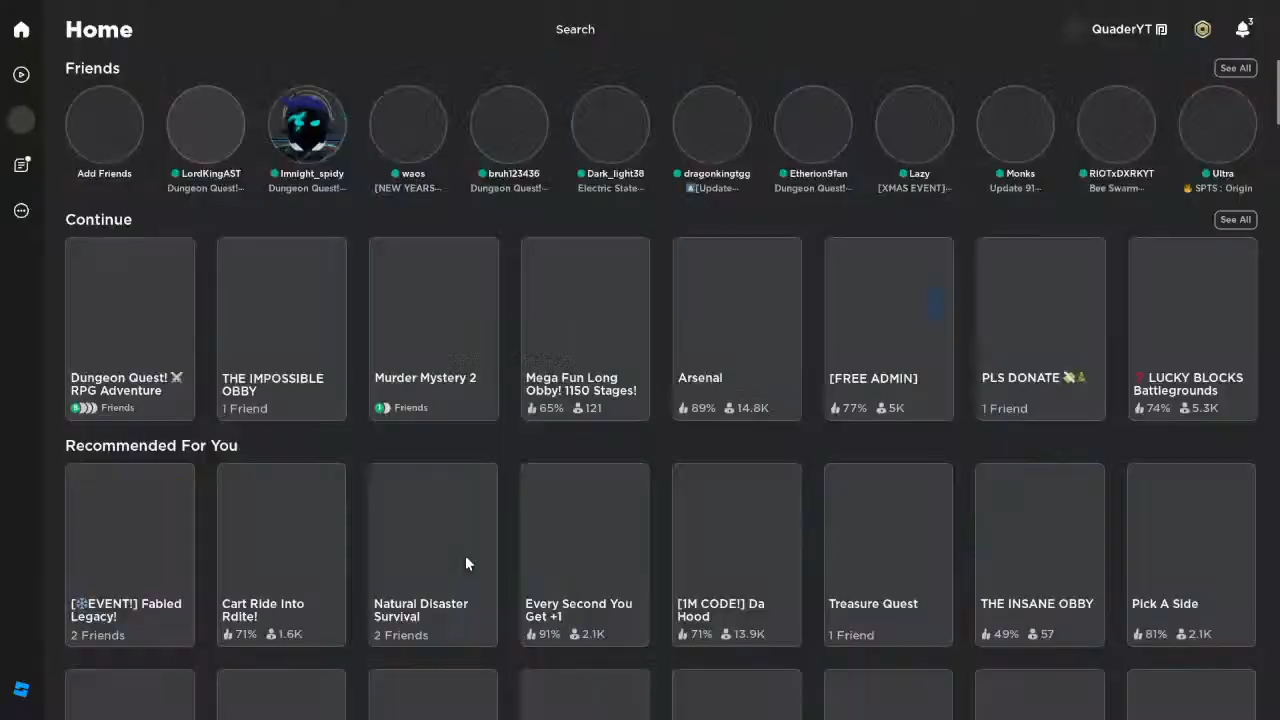 Home
Search
QuaderYT
3
Friends
See All
Add Friends
LordKingAST
Dungeon Quest!...
Imnight_spidy
Dungeon Quest!...
waos
[NEW YEARS...
bruh123436
Dungeon Quest!...
Dark_light38
Electric State...
dragonkingtgg
[Update...
Etherion9fan
Dungeon Quest!...
Lazy
[XMAS EVENT]...
Monks
Update 91...
RIOTxDXRKYT
Bee Swarm...
Ultra
🔥 SPTS : Origin
Continue
See All
Dungeon Quest! ⚔
RPG Adventure
Friends
THE IMPOSSIBLE
OBBY
1 Friend
Murder Mystery 2
Friends
Mega Fun Long
Obby! 1150 Stages!
65% 121
Arsenal
89% 14.8K
[FREE ADMIN]
77% 5K
PLS DONATE 💸🎄
1 Friend
❓ LUCKY BLOCKS
Battlegrounds
74% 5.3K
Recommended For You
[❄EVENT!] Fabled
Legacy!
2 Friends
Cart Ride Into
Rdite!
71% 1.6K
Natural Disaster
Survival
2 Friends
Every Second You
Get +1
91% 2.1K
[1M CODE!] Da
Hood
71% 13.9K
Treasure Quest
1 Friend
THE INSANE OBBY
49% 57
Pick A Side
81% 2.1K